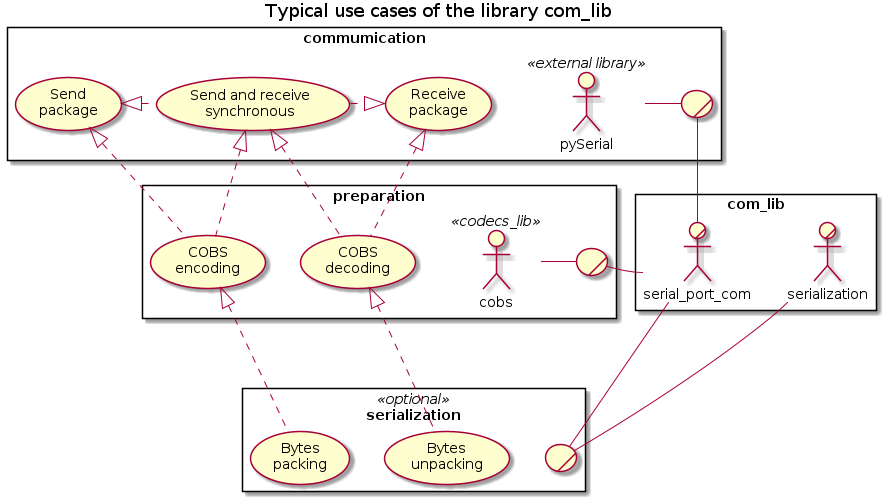 Typical use cases of the library com_lib
commumication
«external library»
Send
package
Send and receive
synchronous
Receive
package
pySerial
preparation
«codecs_lib»
COBS
encoding
COBS
decoding
cobs
com_lib
serial_port_com
serialization
«optional»
serialization
Bytes
packing
Bytes
unpacking